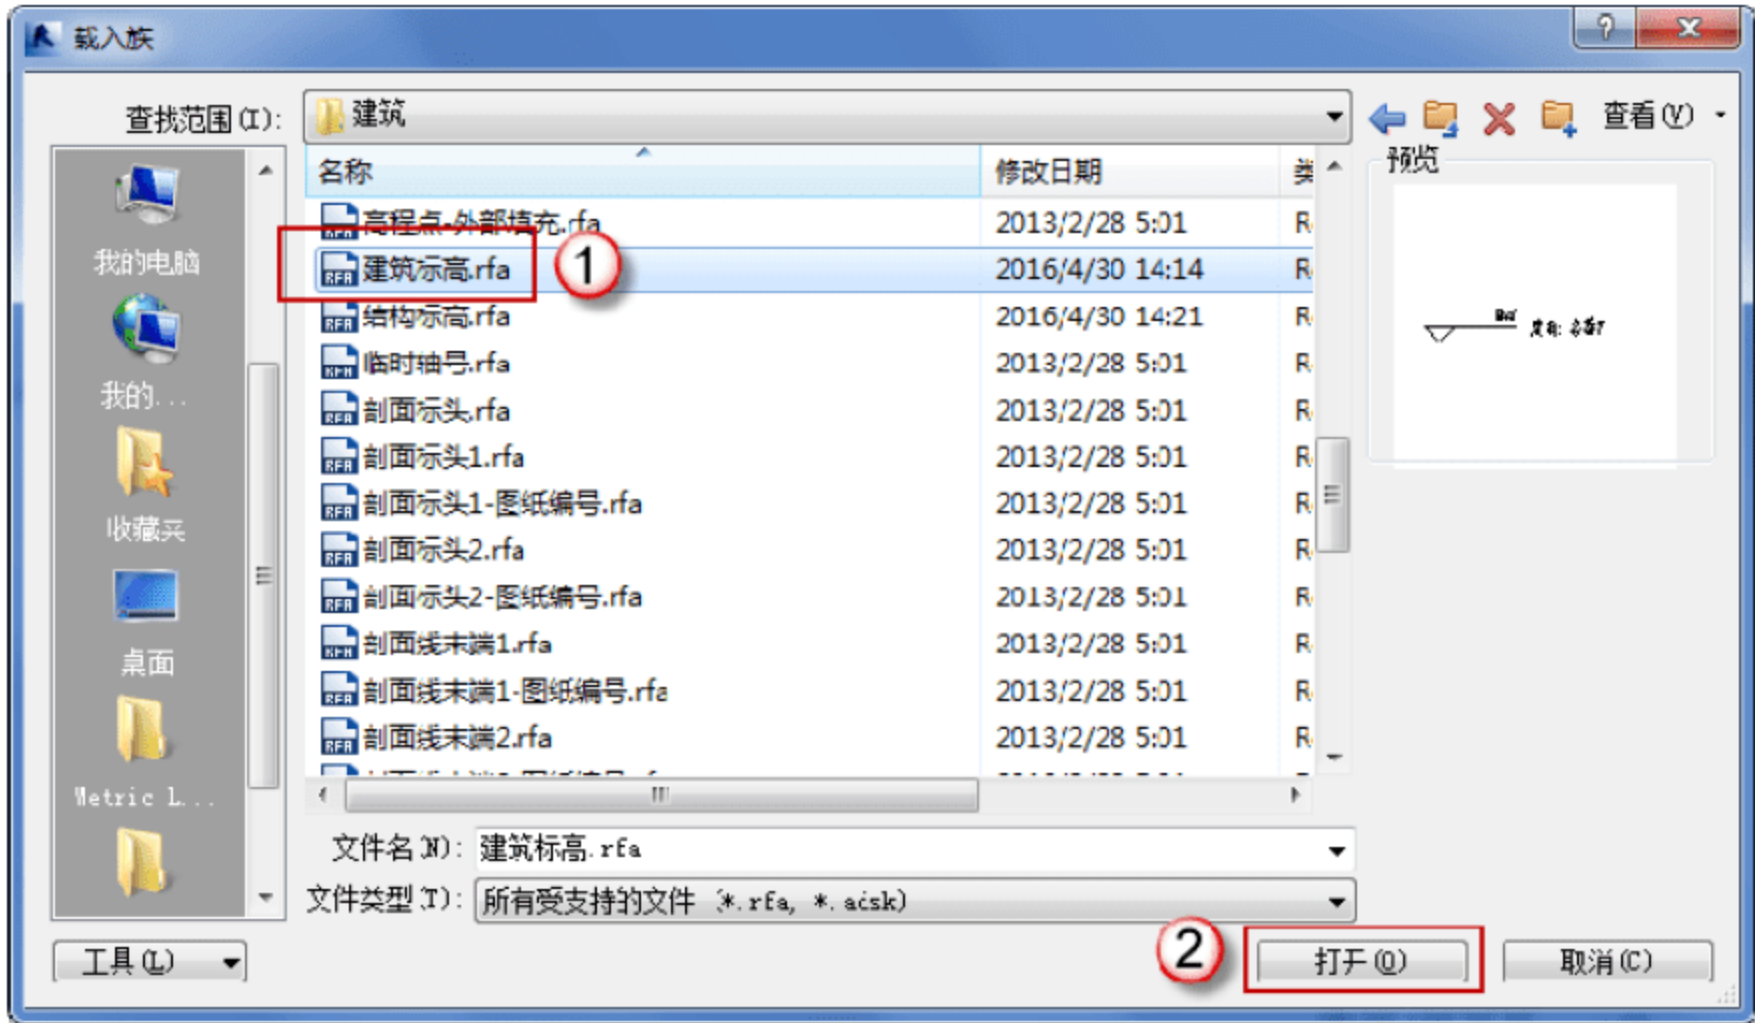 载入族
查找范围(I):
建筑
查看(V)
名称
修改日期
类
预览
高程点-外部填充.rfa
2013/2/28 5:01
R
建筑标高.rfa
①
2016/4/30 14:14
R
结构标高.rfa
2016/4/30 14:21
R
临时轴号.rfa
2013/2/28 5:01
R
剖面标头.rfa
2013/2/28 5:01
R
剖面标头1.rfa
2013/2/28 5:01
R
剖面标头1-图纸编号.rfa
2013/2/28 5:01
R
剖面标头2.rfa
2013/2/28 5:01
R
剖面标头2-图纸编号.rfa
2013/2/28 5:01
R
剖面线末端1.rfa
2013/2/28 5:01
R
剖面线末端1-图纸编号.rfa
2013/2/28 5:01
R
剖面线末端2.rfa
2013/2/28 5:01
R
我的电脑
我的...
收藏夹
桌面
Metric L...
文件名(N):
建筑标高.rfa
文件类型(T):
所有受支持的文件 (*.rfa, *.adsk)
工具(L)
②
打开(O)
取消(C)